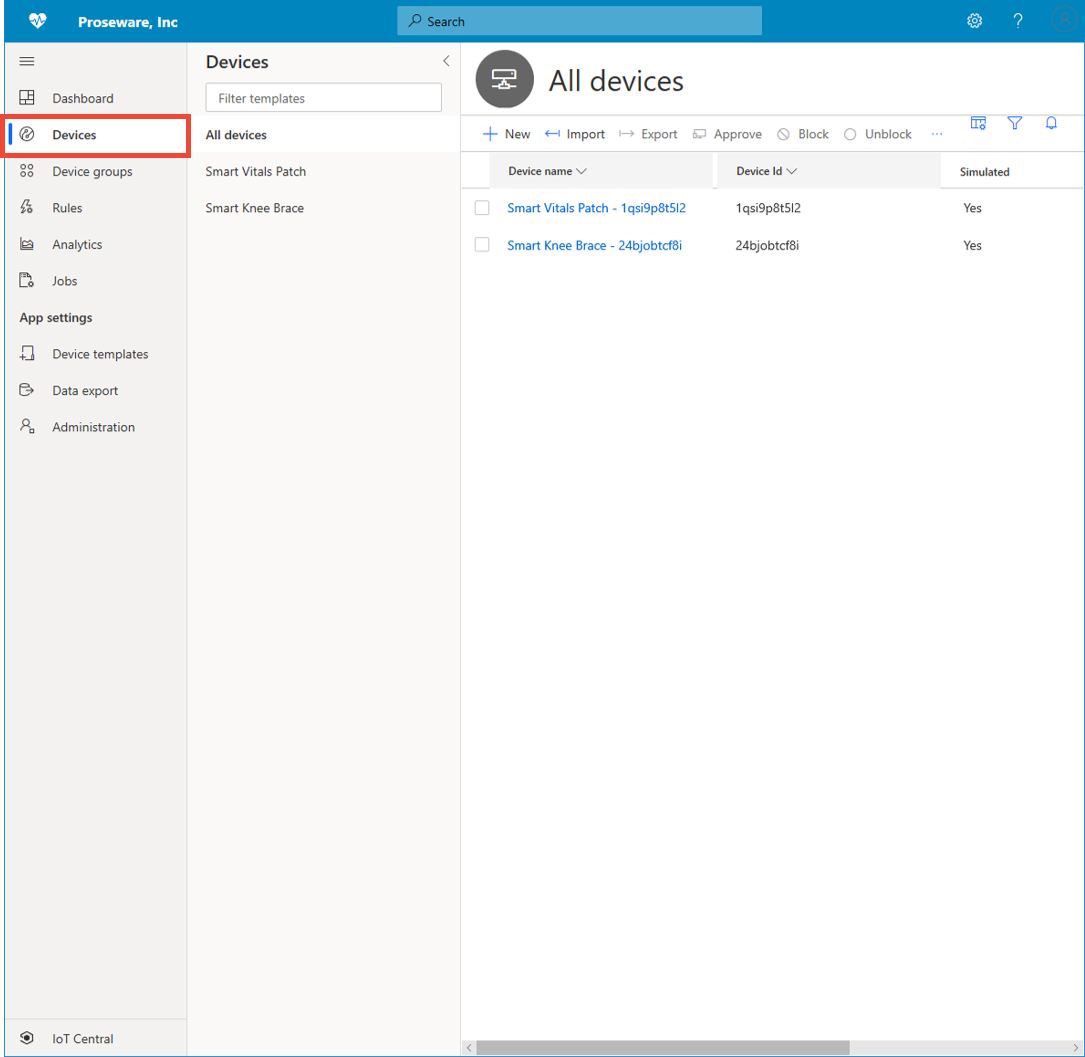 Proseware, Inc
Search
?
Dashboard
Devices
Device groups
Rules
Analytics
Jobs
App settings
Device templates
Data export
Administration
IoT Central
Devices
Filter templates
All devices
Smart Vitals Patch
Smart Knee Brace
All devices
New Import Export Approve Block Unblock ...
Device name Device Id Simulated
Smart Vitals Patch - 1qsi9p8t5l2 1qsi9p8t5l2 Yes
Smart Knee Brace - 24bjobtcf8i 24bjobtcf8i Yes